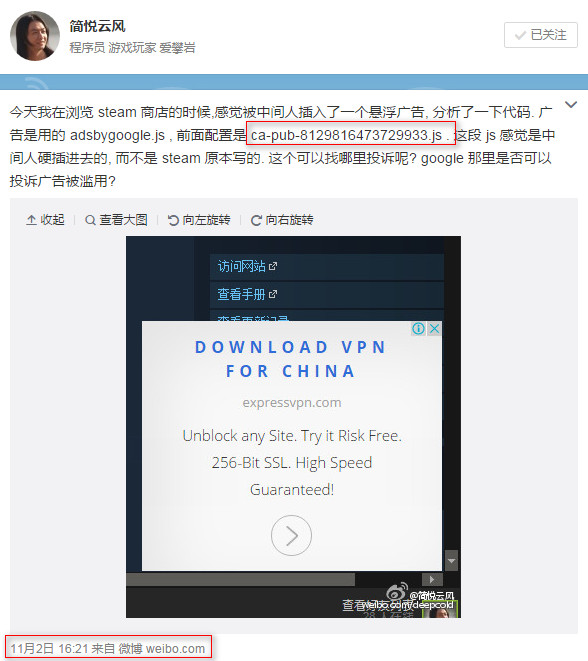 简悦云风
程序员 游戏玩家 爱攀岩
已关注
今天我在浏览 steam 商店的时候,感觉被中间人插入了一个悬浮广告, 分析了一下代码. 广
告是用的 adsbygoogle.js , 前面配置是 ca-pub-8129816473729933.js . 这段 js 感觉是中
间人硬插进去的, 而不是 steam 原本写的. 这个可以找哪里投诉呢? google 那里是否可以
投诉广告被滥用?
收起 查看大图 向左旋转 向右旋转
访问网站
查看手册
查看更新记录
DOWNLOAD VPN
FOR CHINA
expressvpn.com
Unblock any Site. Try it Risk Free.
256-Bit SSL. High Speed
Guaranteed!
@简悦云风
查看好友列表
weibo.com/deepcold
11月2日 16:21 来自 微博 weibo.com